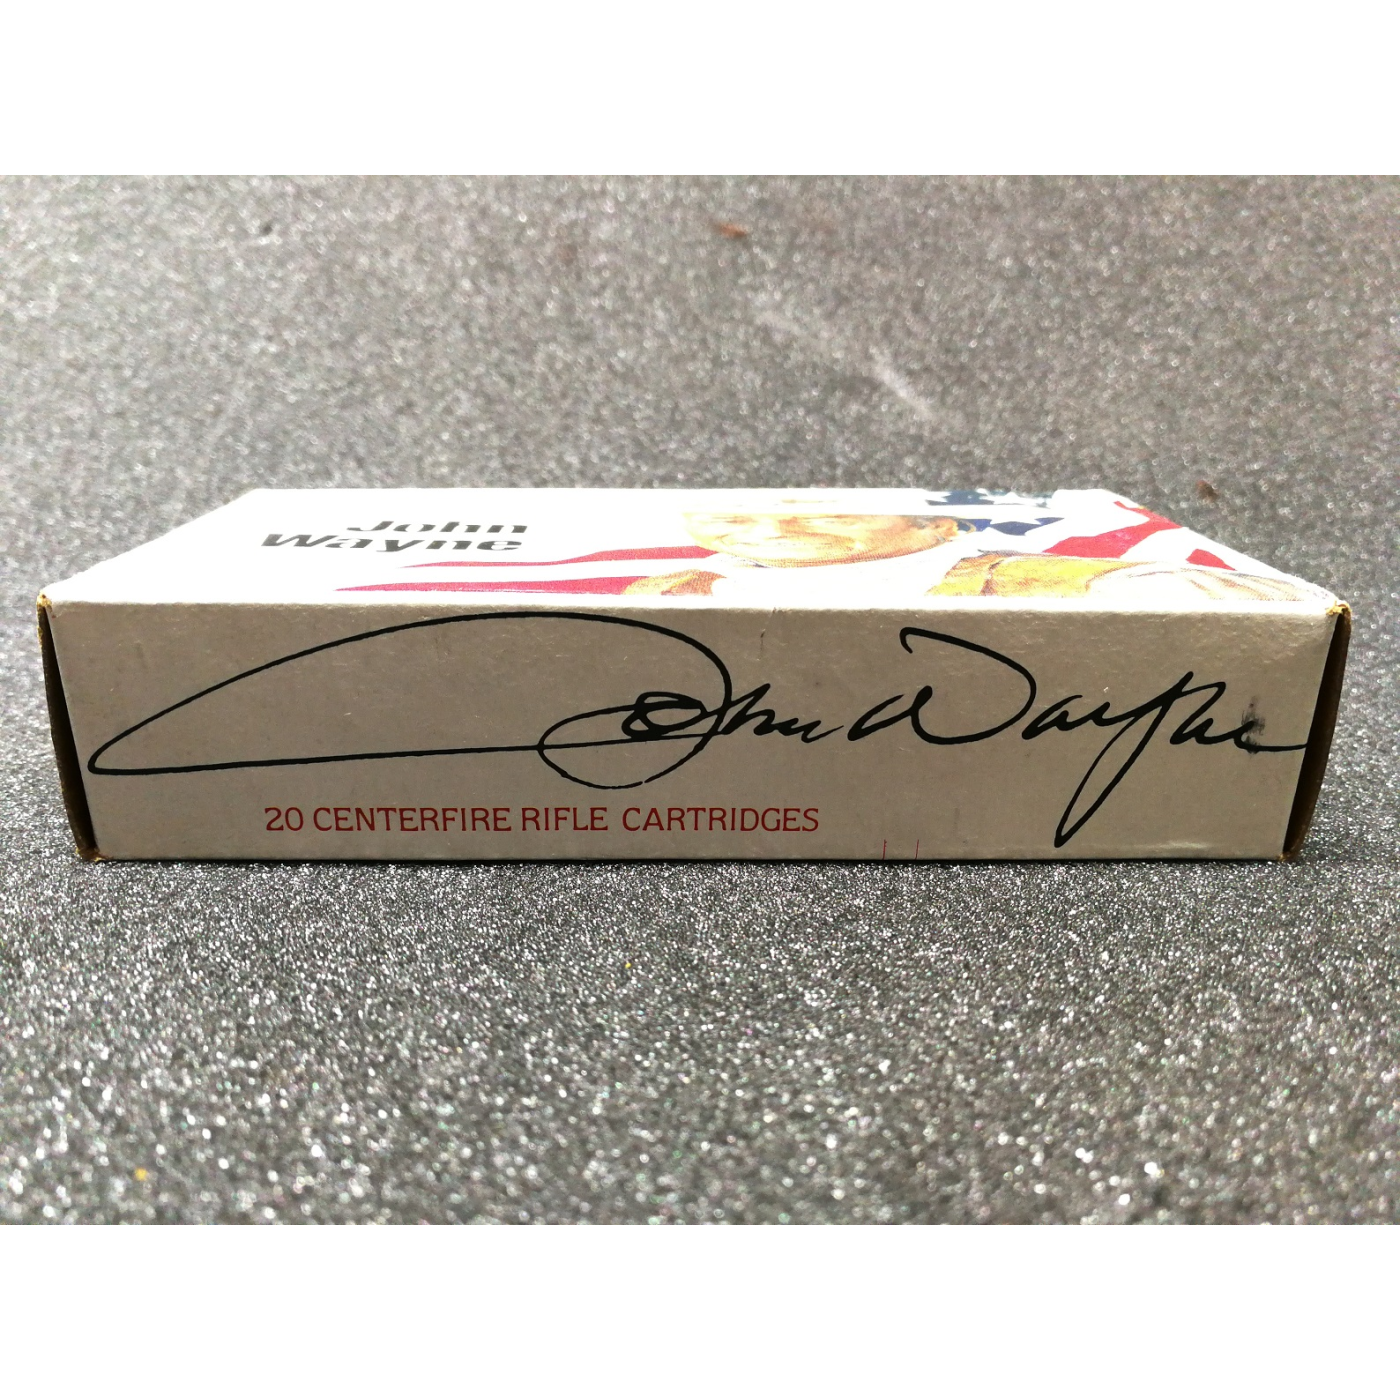 John
Wayne
John Wayne
20 CENTERFIRE RIFLE CARTRIDGES